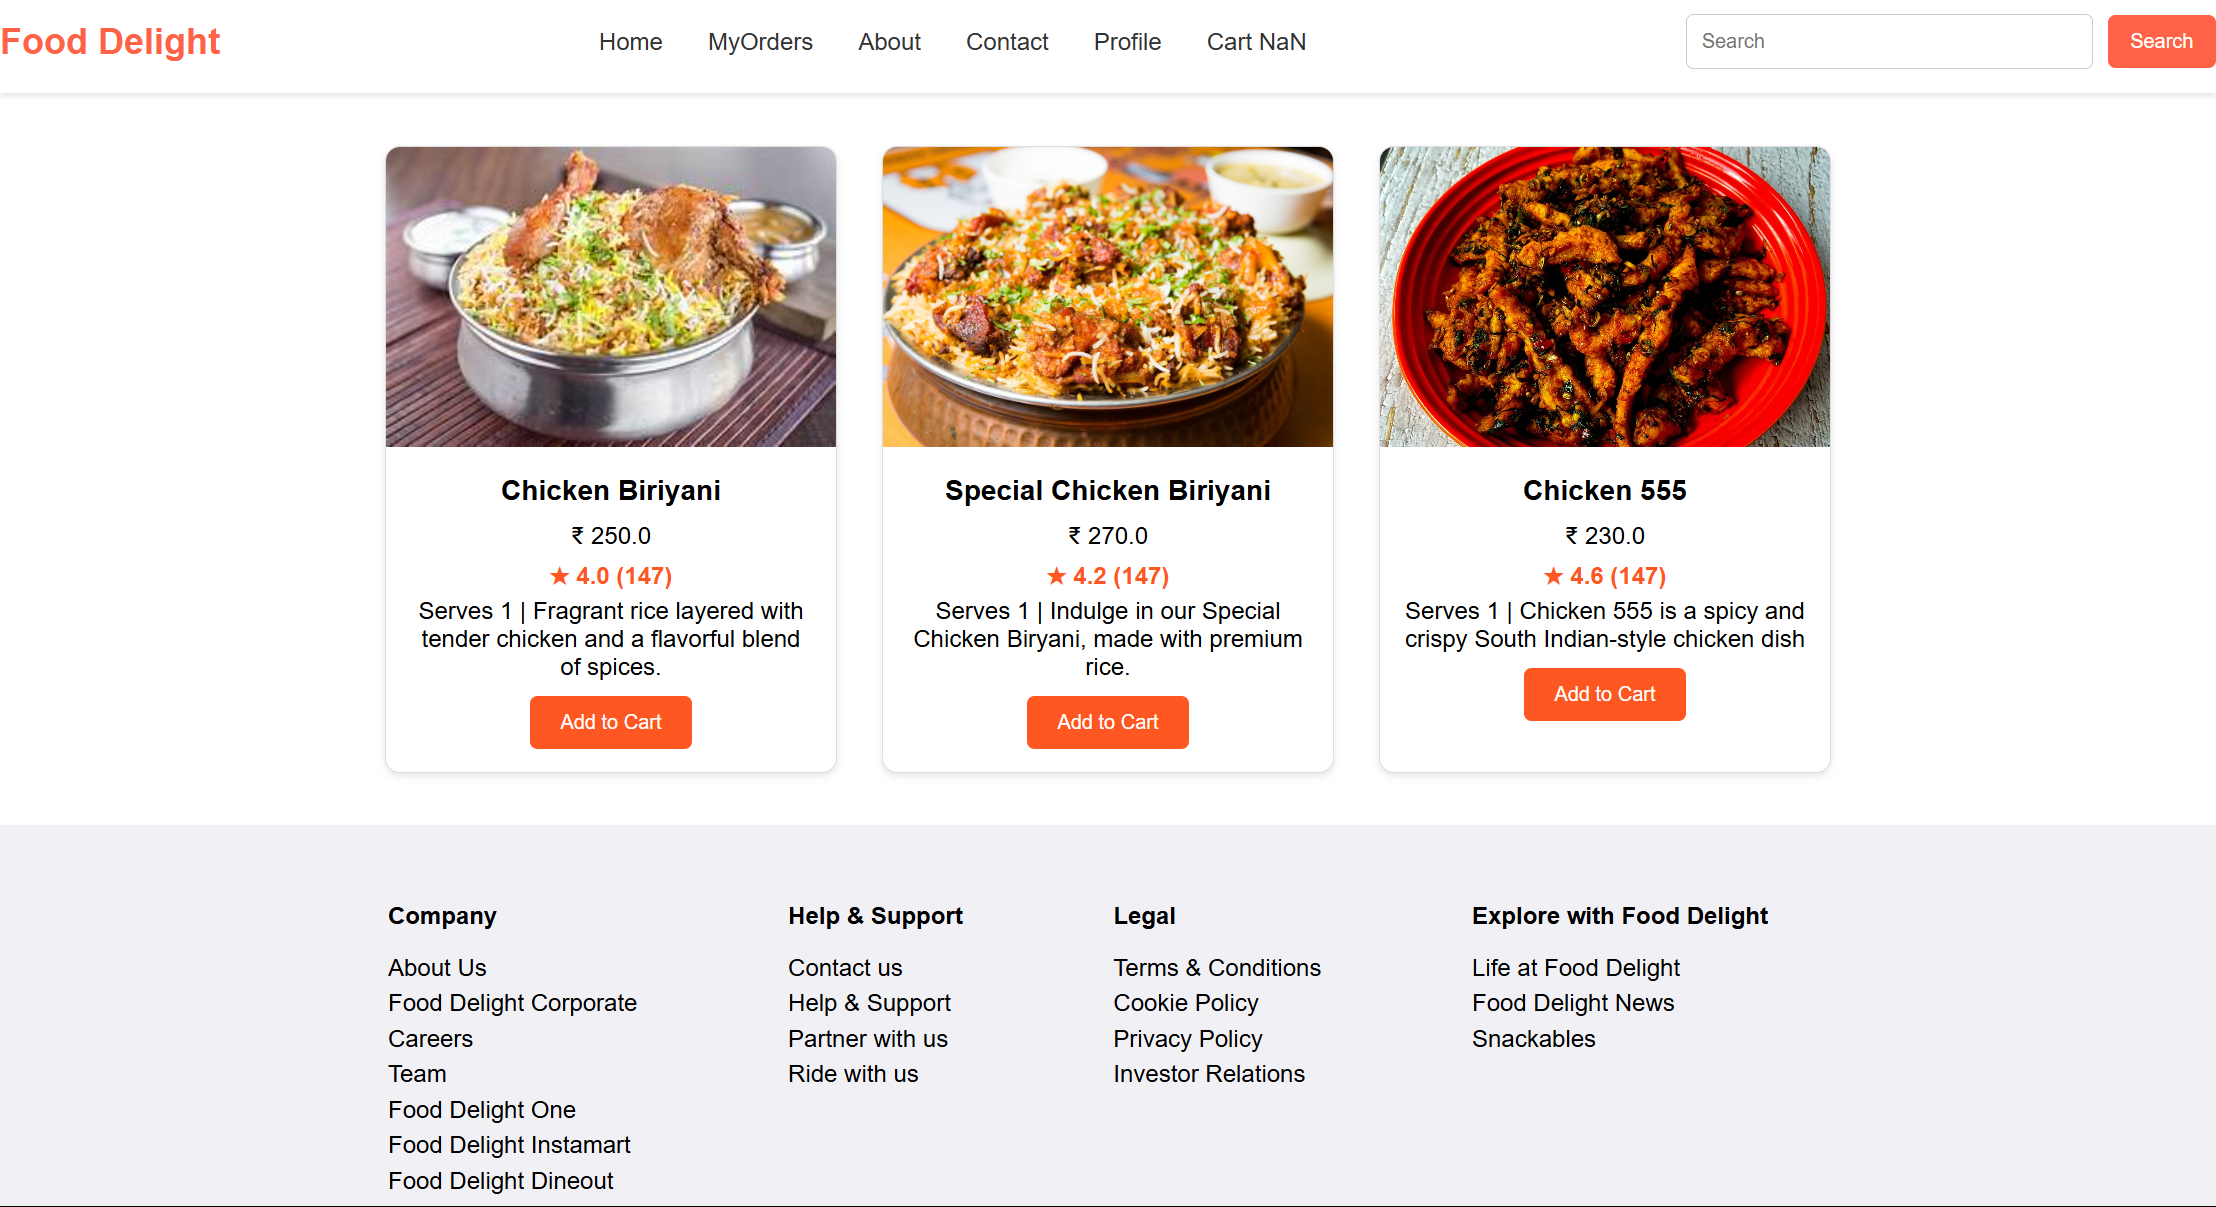 Food Delight
Home MyOrders About Contact Profile Cart NaN
Search
Search
Chicken Biriyani
₹ 250.0
★ 4.0 (147)
Serves 1 | Fragrant rice layered with
tender chicken and a flavorful blend
of spices.
Add to Cart
Special Chicken Biriyani
₹ 270.0
★ 4.2 (147)
Serves 1 | Indulge in our Special
Chicken Biryani, made with premium
rice.
Add to Cart
Chicken 555
₹ 230.0
★ 4.6 (147)
Serves 1 | Chicken 555 is a spicy and
crispy South Indian-style chicken dish
Add to Cart
Company
About Us
Food Delight Corporate
Careers
Team
Food Delight One
Food Delight Instamart
Food Delight Dineout
Help & Support
Contact us
Help & Support
Partner with us
Ride with us
Legal
Terms & Conditions
Cookie Policy
Privacy Policy
Investor Relations
Explore with Food Delight
Life at Food Delight
Food Delight News
Snackables